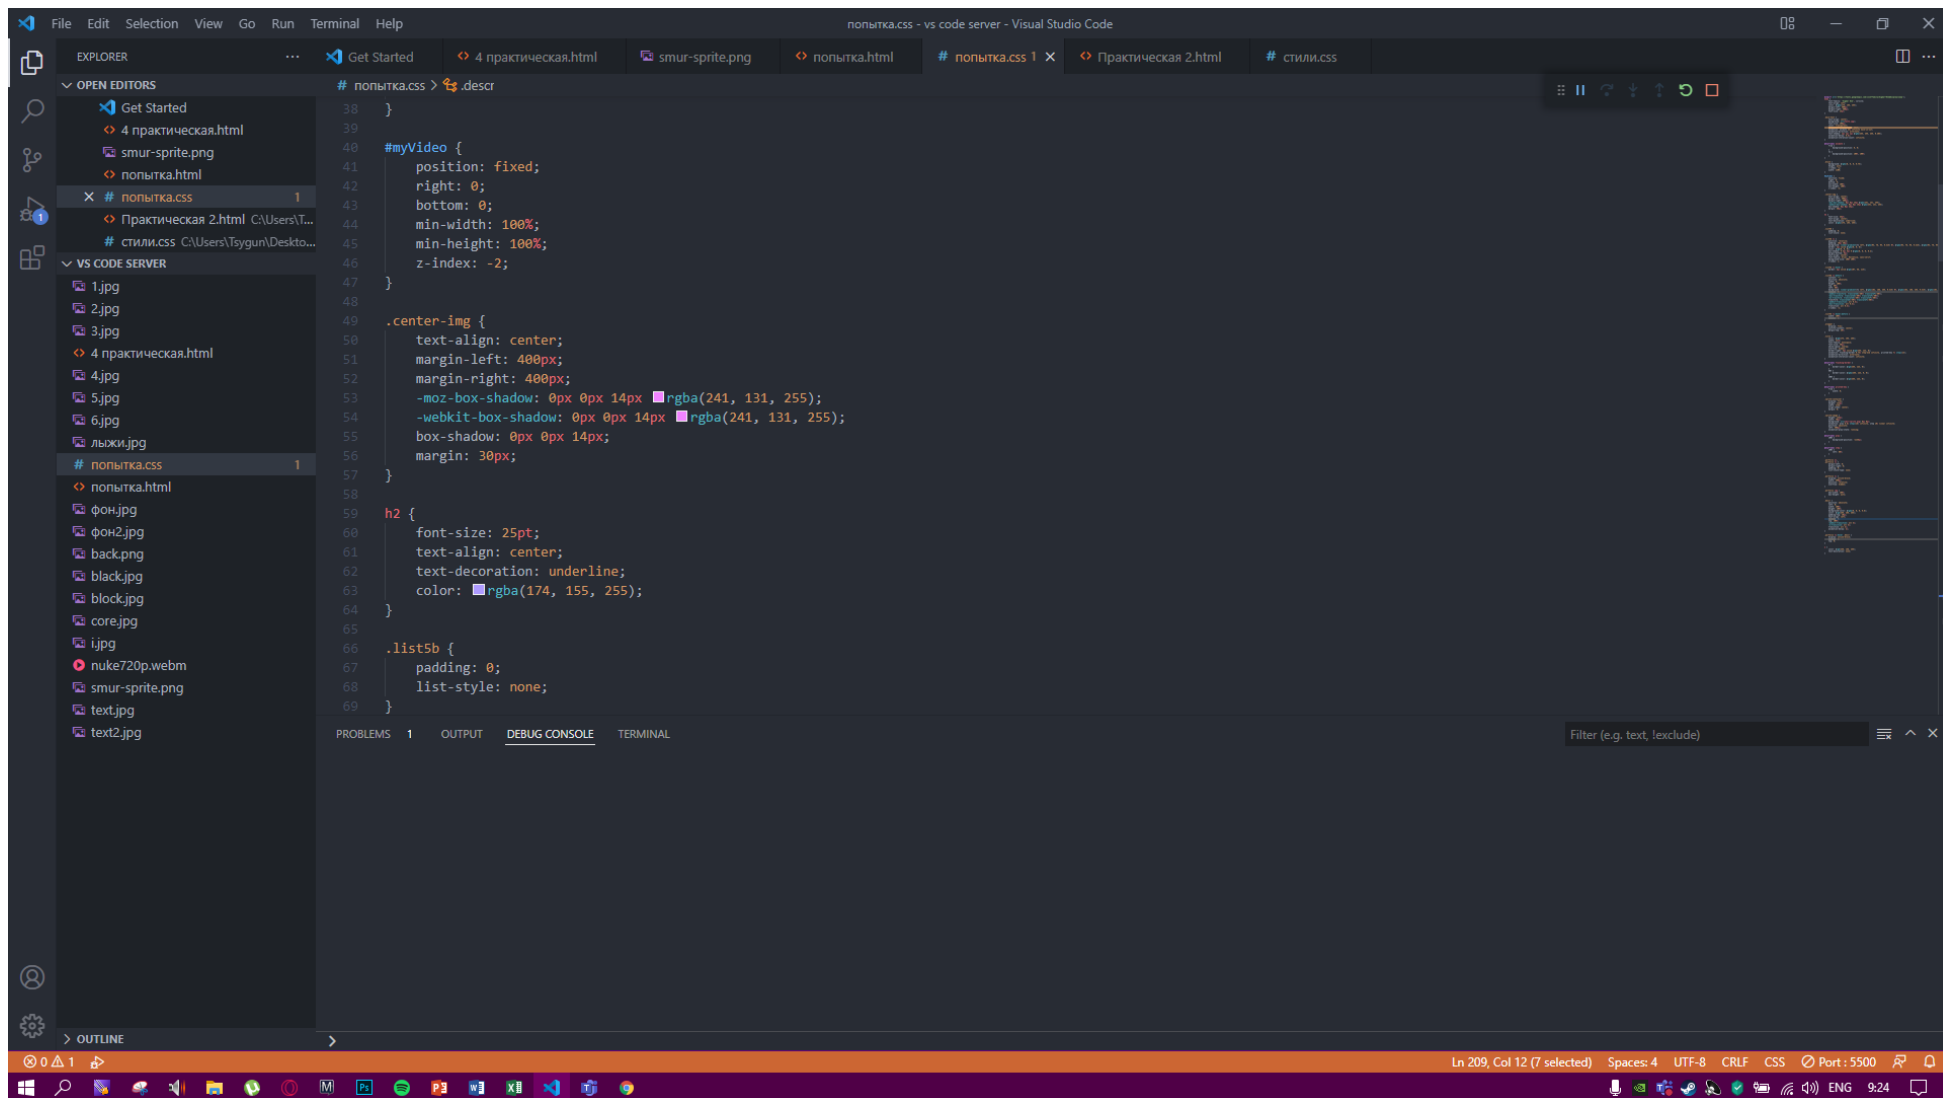 File Edit Selection View Go Run Terminal Help
попытка.css - vs code server - Visual Studio Code
EXPLORER
Get Started
4 практическая.html
smur-sprite.png
попытка.html
попытка.css 1
Практическая 2.html
стили.css
OPEN EDITORS
Get Started
4 практическая.html
smur-sprite.png
попытка.html
попытка.css 1
Практическая 2.html C:\Users\T...
стили.css C:\Users\Tsygun\Deskto...
VS CODE SERVER
1.jpg
2.jpg
3.jpg
4 практическая.html
4.jpg
5.jpg
6.jpg
лыжи.jpg
попытка.css 1
попытка.html
фон.jpg
фон2.jpg
back.png
black.jpg
block.jpg
core.jpg
i.jpg
nuke720p.webm
smur-sprite.png
text.jpg
text2.jpg
OUTLINE
# попытка.css > .descr
38 }
39
40 #myVideo {
41 position: fixed;
42 right: 0;
43 bottom: 0;
44 min-width: 100%;
45 min-height: 100%;
46 z-index: -2;
47 }
48
49 .center-img {
50 text-align: center;
51 margin-left: 400px;
52 margin-right: 400px;
53 -moz-box-shadow: 0px 0px 14px rgba(241, 131, 255);
54 -webkit-box-shadow: 0px 0px 14px rgba(241, 131, 255);
55 box-shadow: 0px 0px 14px;
56 margin: 30px;
57 }
58
59 h2 {
60 font-size: 25pt;
61 text-align: center;
62 text-decoration: underline;
63 color: rgba(174, 155, 255);
64 }
65
66 .list5b {
67 padding: 0;
68 list-style: none;
69 }
PROBLEMS 1 OUTPUT DEBUG CONSOLE TERMINAL
Filter (e.g. text, !exclude)
0 1
Ln 209, Col 12 (7 selected) Spaces: 4 UTF-8 CRLF CSS Port : 5500
ENG 9:24